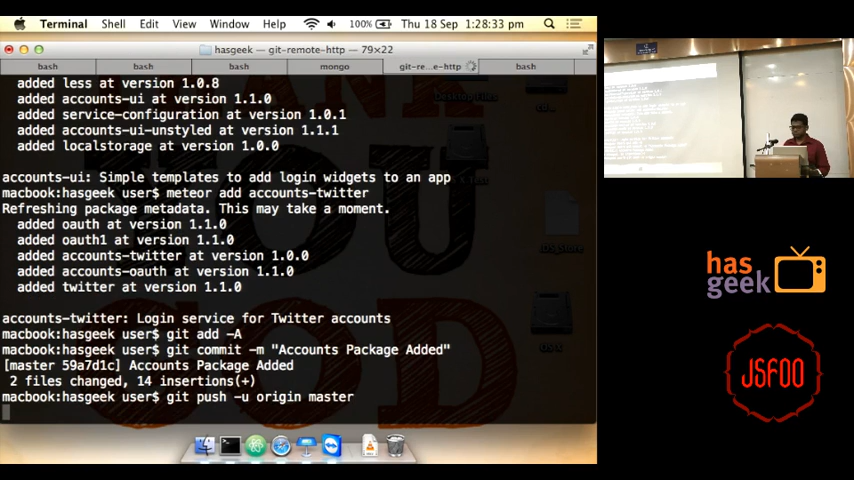 Terminal Shell Edit View Window Help 100% Thu 18 Sep 1:28:33 pm
hasgeek — git-remote-http — 79×22
bash bash bash mongo git-re...e-http bash
added less at version 1.0.8
added accounts-ui at version 1.1.0
added service-configuration at version 1.0.1
added accounts-ui-unstyled at version 1.1.1
added localstorage at version 1.0.0
accounts-ui: Simple templates to add login widgets to an app
macbook:hasgeek user$ meteor add accounts-twitter
Refreshing package metadata. This may take a moment.
added oauth at version 1.1.0
added oauth1 at version 1.1.0
added accounts-twitter at version 1.0.0
added accounts-oauth at version 1.1.0
added twitter at version 1.1.0
accounts-twitter: Login service for Twitter accounts
macbook:hasgeek user$ git add -A
macbook:hasgeek user$ git commit -m "Accounts Package Added"
[master 59a7d1c] Accounts Package Added
2 files changed, 14 insertions(+)
macbook:hasgeek user$ git push -u origin master
has
geek
JSFOO